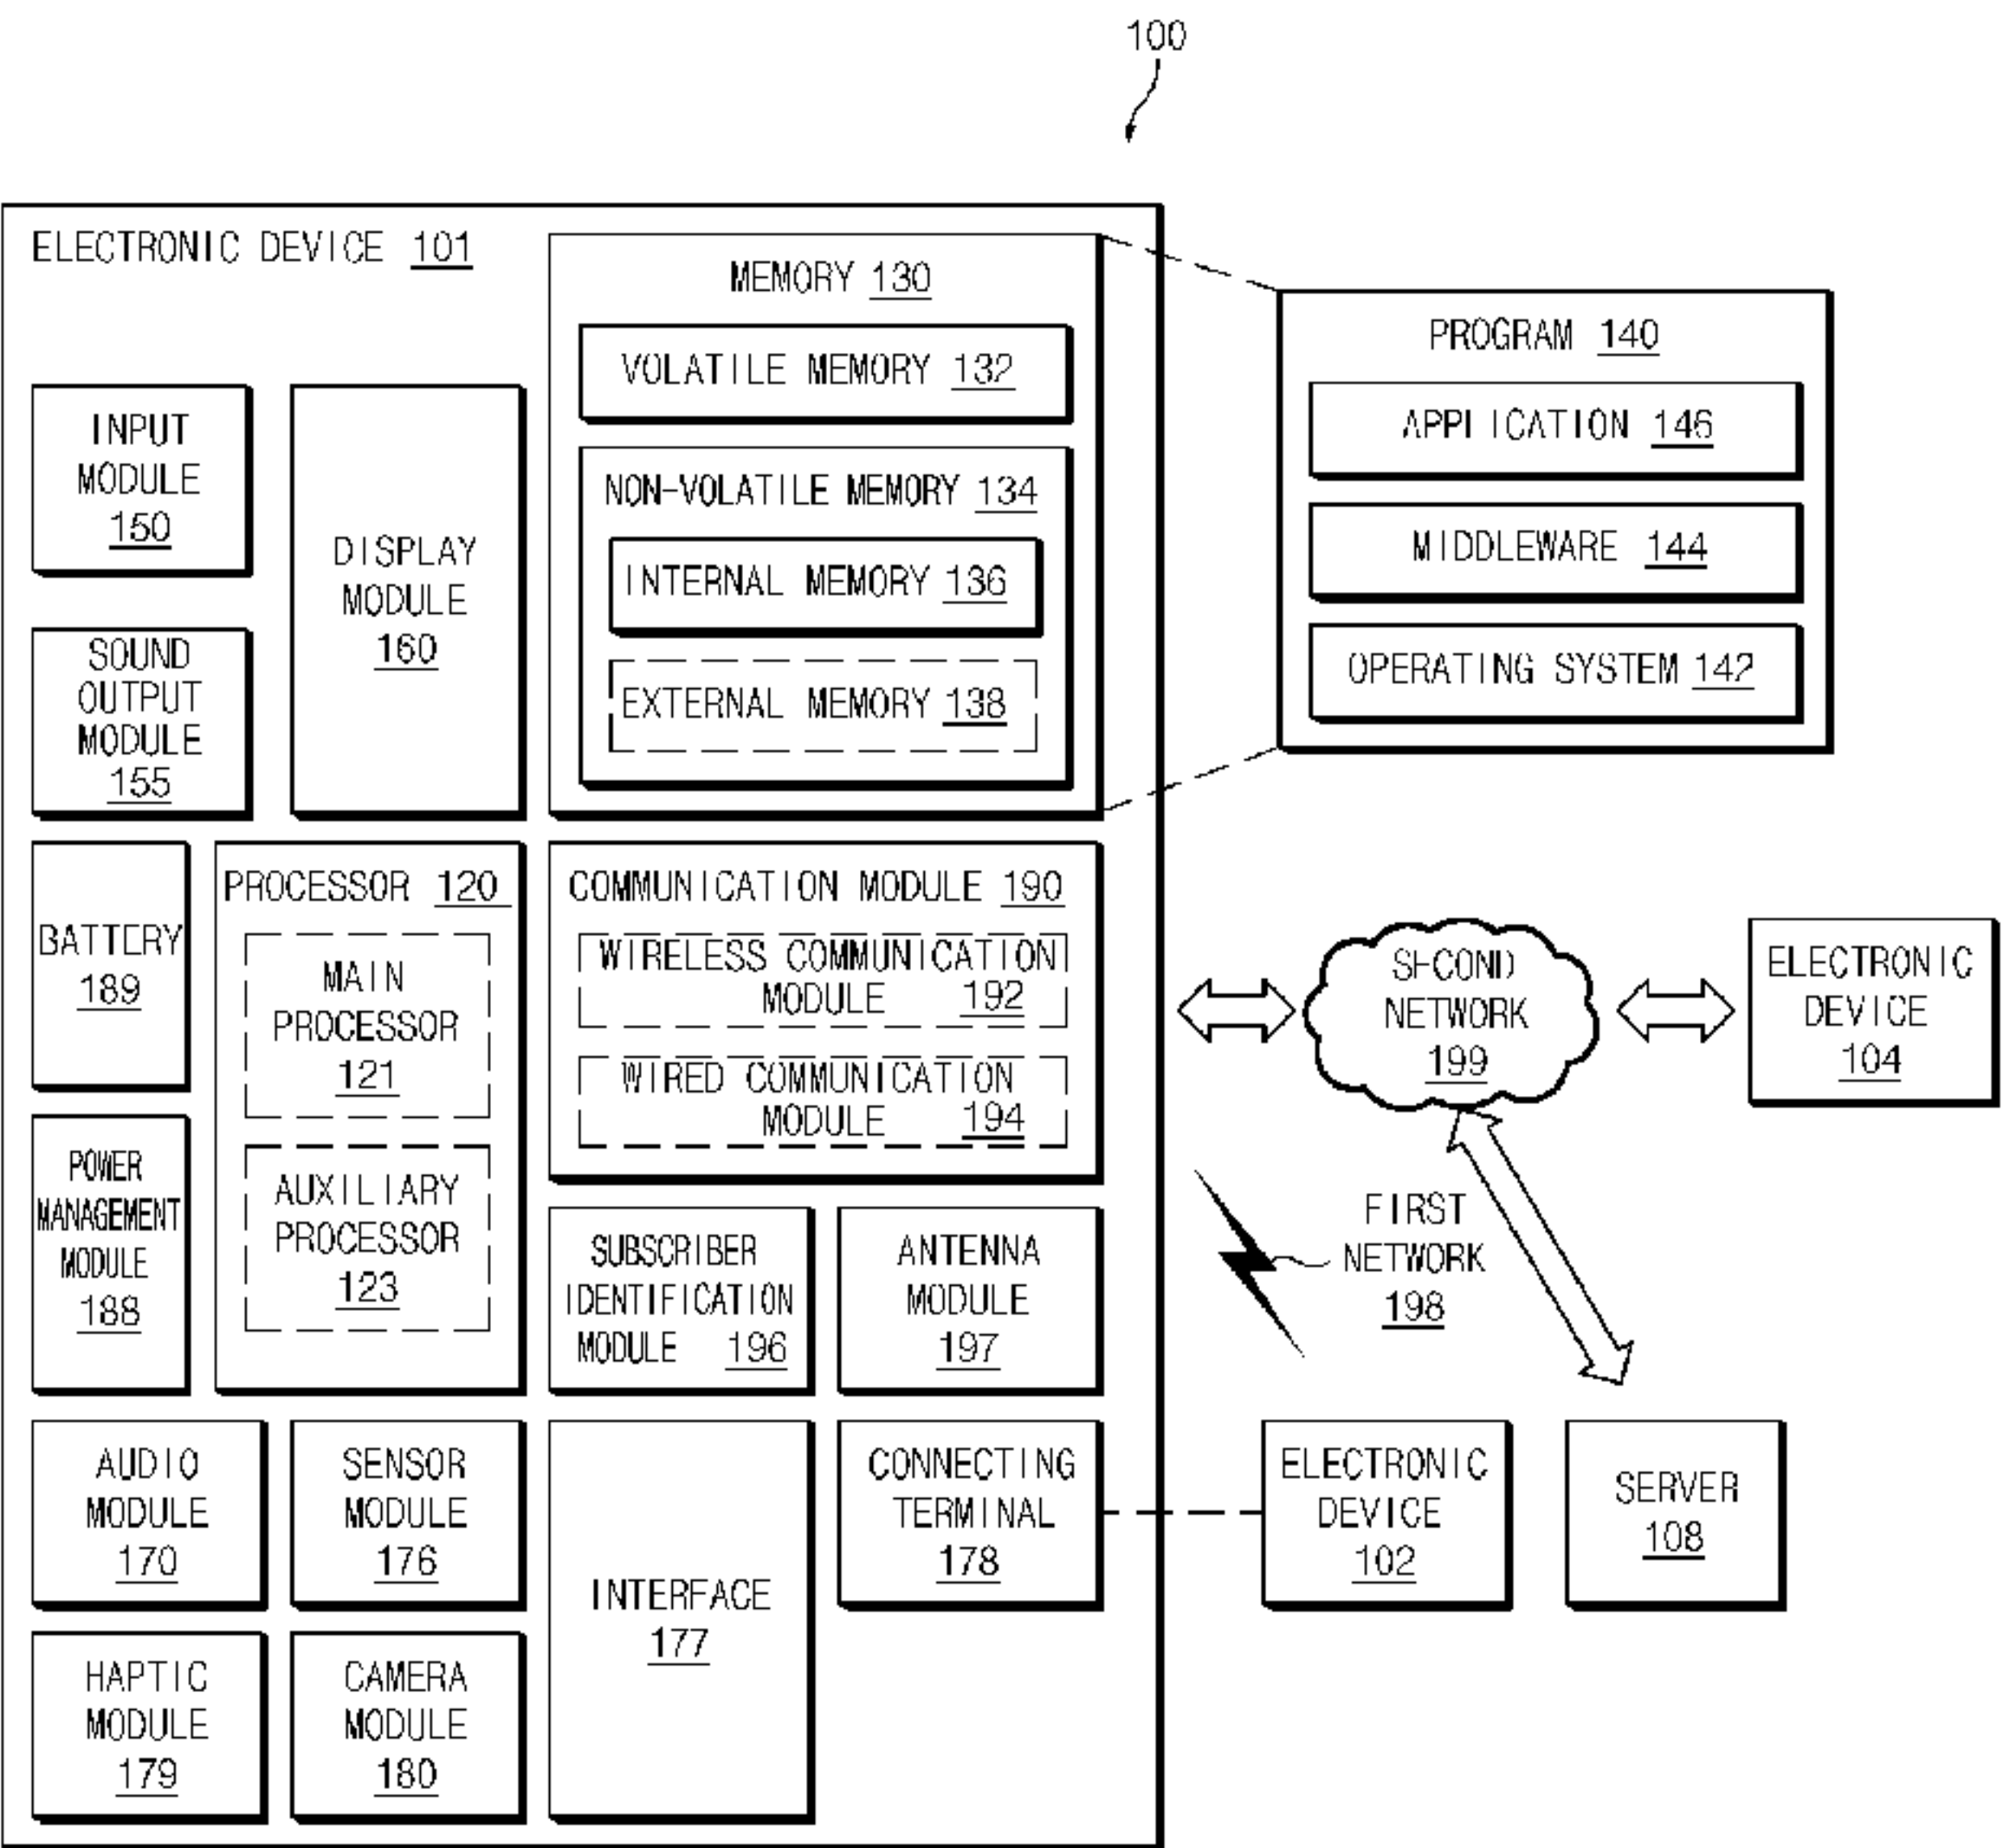 100
ELECTRONIC DEVICE 101
MEMORY 130
VOLATILE MEMORY 132
NON-VOLATILE MEMORY 134
INTERNAL MEMORY 136
EXTERNAL MEMORY 138
PROGRAM 140
APPLICATION 146
MIDDLEWARE 144
OPERATING SYSTEM 142
INPUT
MODULE
150
SOUND
OUTPUT
MODULE
155
DISPLAY
MODULE
160
BATTERY
189
POWER
MANAGEMENT
MODULE
188
PROCESSOR 120
MAIN
PROCESSOR
121
AUXILIARY
PROCESSOR
123
COMMUNICATION MODULE 190
WIRELESS COMMUNICATION
MODULE 192
WIRED COMMUNICATION
MODULE 194
SUBSCRIBER
IDENTIFICATION
MODULE 196
ANTENNA
MODULE
197
SECOND
NETWORK
199
ELECTRONIC
DEVICE
104
FIRST
NETWORK
198
AUDIO
MODULE
170
SENSOR
MODULE
176
INTERFACE
177
CONNECTING
TERMINAL
178
ELECTRONIC
DEVICE
102
SERVER
108
HAPTIC
MODULE
179
CAMERA
MODULE
180